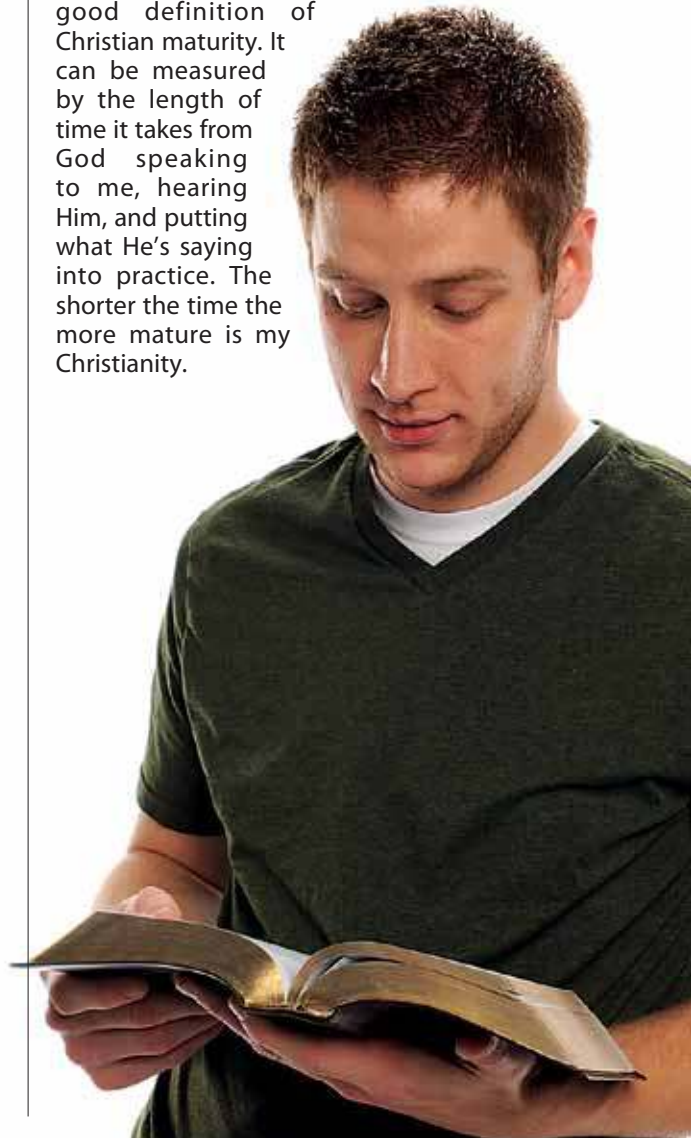 good definition of
Christian maturity. It
can be measured
by the length of
time it takes from
God speaking
to me, hearing
Him, and putting
what He's saying
into practice. The
shorter the time the
more mature is my
Christianity.